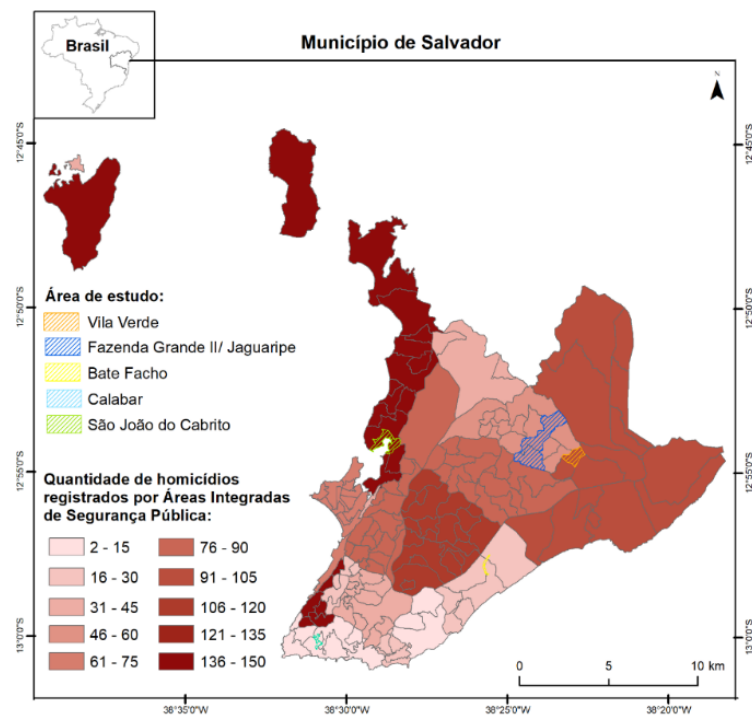 Brasil
Município de Salvador
N
38°35'0"W
38°30'0"W
38°25'0"W
38°20'0"W
12°45'0"S
12°50'0"S
12°55'0"S
13°0'0"S
12°45'0"S
12°50'0"S
12°55'0"S
13°0'0"S
Área de estudo:
Vila Verde
Fazenda Grande II/ Jaguaripe
Bate Facho
Calabar
São João do Cabrito
Quantidade de homicídios
registrados por Áreas Integradas
de Segurança Pública:
2 - 15
16 - 30
31 - 45
46 - 60
61 - 75
76 - 90
91 - 105
106 - 120
121 - 135
136 - 150
0 5 10 km